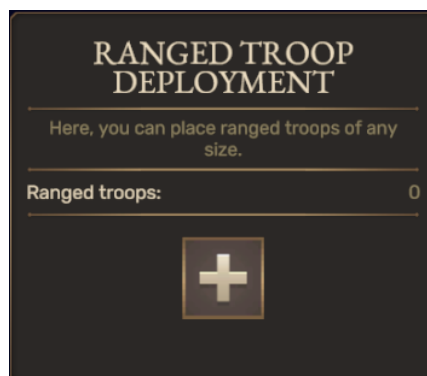 RANGED TROOP
DEPLOYMENT
Here, you can place ranged troops of any
size.
Ranged troops: 0